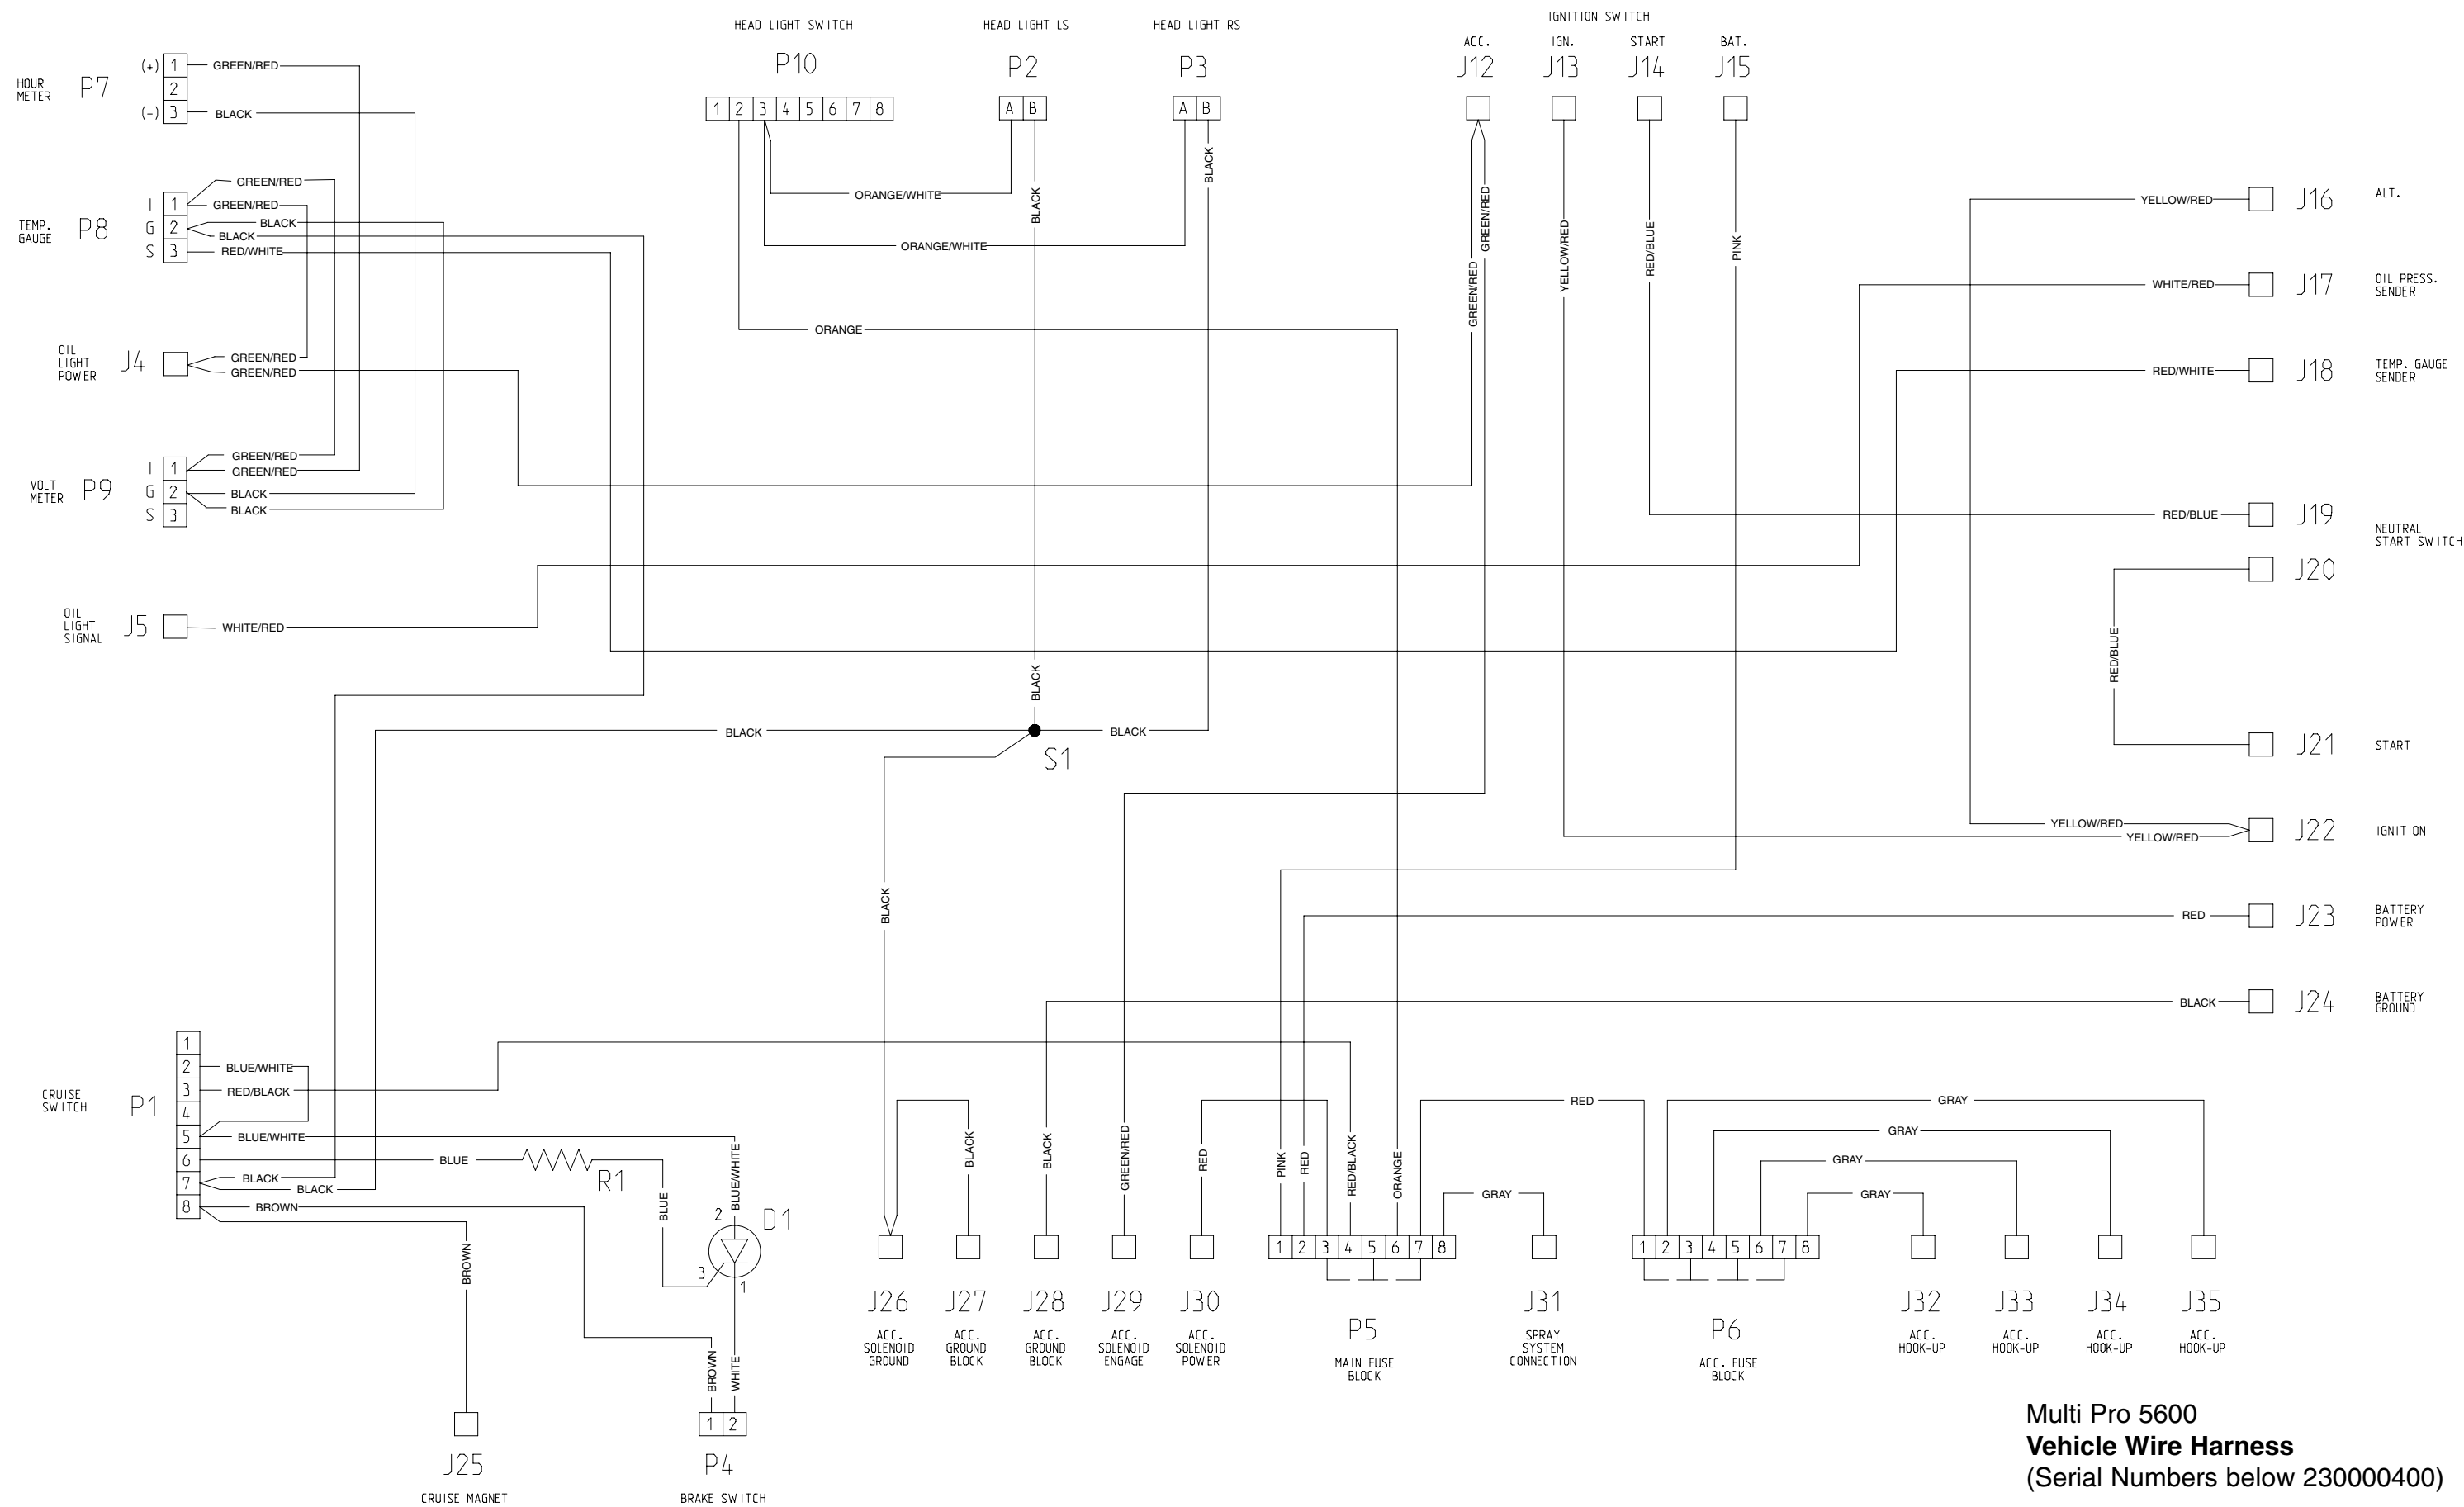 HEAD LIGHT SWITCH
P10
1 2 3 4 5 6 7 8
HEAD LIGHT LS
P2
A B
HEAD LIGHT RS
P3
A B
IGNITION SWITCH
ACC.
J12
IGN.
J13
START
J14
BAT.
J15
HOUR
METER
P7
(+) 1 GREEN/RED
2
(-) 3 BLACK
TEMP.
GAUGE
P8
GREEN/RED
I 1 GREEN/RED
BLACK
G 2
BLACK
S 3 RED/WHITE
OIL
LIGHT
POWER
J4
GREEN/RED
GREEN/RED
VOLT
METER
P9
GREEN/RED
I 1 GREEN/RED
G 2 BLACK
BLACK
S 3
OIL
LIGHT
SIGNAL
J5
WHITE/RED
ORANGE/WHITE
ORANGE/WHITE
ORANGE
BLACK
BLACK
BLACK
GREEN/RED
GREEN/RED
YELLOW/RED
RED/BLUE
PINK
YELLOW/RED
J16
ALT.
WHITE/RED
J17
OIL PRESS.
SENDER
RED/WHITE
J18
TEMP. GAUGE
SENDER
RED/BLUE
J19
NEUTRAL
START SWITCH
J20
RED/BLUE
J21
START
YELLOW/RED
YELLOW/RED
J22
IGNITION
RED
J23
BATTERY
POWER
BLACK
J24
BATTERY
GROUND
BLACK
BLACK
S1
BLACK
CRUISE
SWITCH
P1
1
2 BLUE/WHITE
3 RED/BLACK
4
5 BLUE/WHITE
6 BLUE
R1
7 BLACK
BLACK
8 BROWN
BLUE
BLUE/WHITE
2
D1
3
1
BROWN
BROWN
WHITE
J25
CRUISE MAGNET
1 2
P4
BRAKE SWITCH
BLACK
BLACK
GREEN/RED
RED
PINK
RED
RED/BLACK
ORANGE
RED
GRAY
GRAY
GRAY
GRAY
GRAY
J26
ACC.
SOLENOID
GROUND
J27
ACC.
GROUND
BLOCK
J28
ACC.
GROUND
BLOCK
J29
ACC.
SOLENOID
ENGAGE
J30
ACC.
SOLENOID
POWER
1 2 3 4 5 6 7 8
P5
MAIN FUSE
BLOCK
J31
SPRAY
SYSTEM
CONNECTION
1 2 3 4 5 6 7 8
P6
ACC. FUSE
BLOCK
J32
ACC.
HOOK-UP
J33
ACC.
HOOK-UP
J34
ACC.
HOOK-UP
J35
ACC.
HOOK-UP
Multi Pro 5600
Vehicle Wire Harness
(Serial Numbers below 230000400)